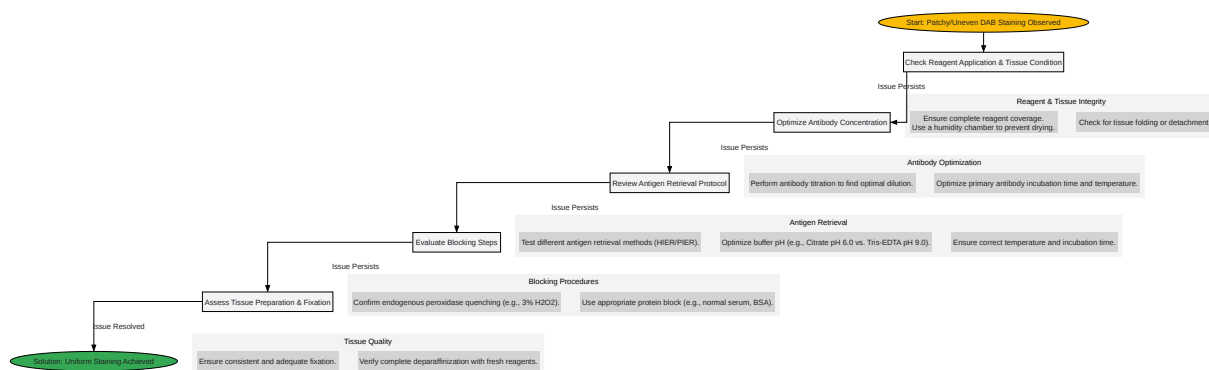 Start: Patchy/Uneven DAB Staining Observed
Check Reagent Application & Tissue Condition
Issue Persists
Reagent & Tissue Integrity
Ensure complete reagent coverage.
Use a humidity chamber to prevent drying.
Check for tissue folding or detachment
Optimize Antibody Concentration
Issue Persists
Antibody Optimization
Perform antibody titration to find optimal dilution.
Optimize primary antibody incubation time and temperature.
Review Antigen Retrieval Protocol
Issue Persists
Antigen Retrieval
Test different antigen retrieval methods (HIER/PIER).
Optimize buffer pH (e.g., Citrate pH 6.0 vs. Tris-EDTA pH 9.0).
Ensure correct temperature and incubation time.
Evaluate Blocking Steps
Issue Persists
Blocking Procedures
Confirm endogenous peroxidase quenching (e.g., 3% H2O2).
Use appropriate protein block (e.g., normal serum, BSA).
Assess Tissue Preparation & Fixation
Issue Resolved
Tissue Quality
Ensure consistent and adequate fixation.
Verify complete deparaffinization with fresh reagents.
Solution: Uniform Staining Achieved